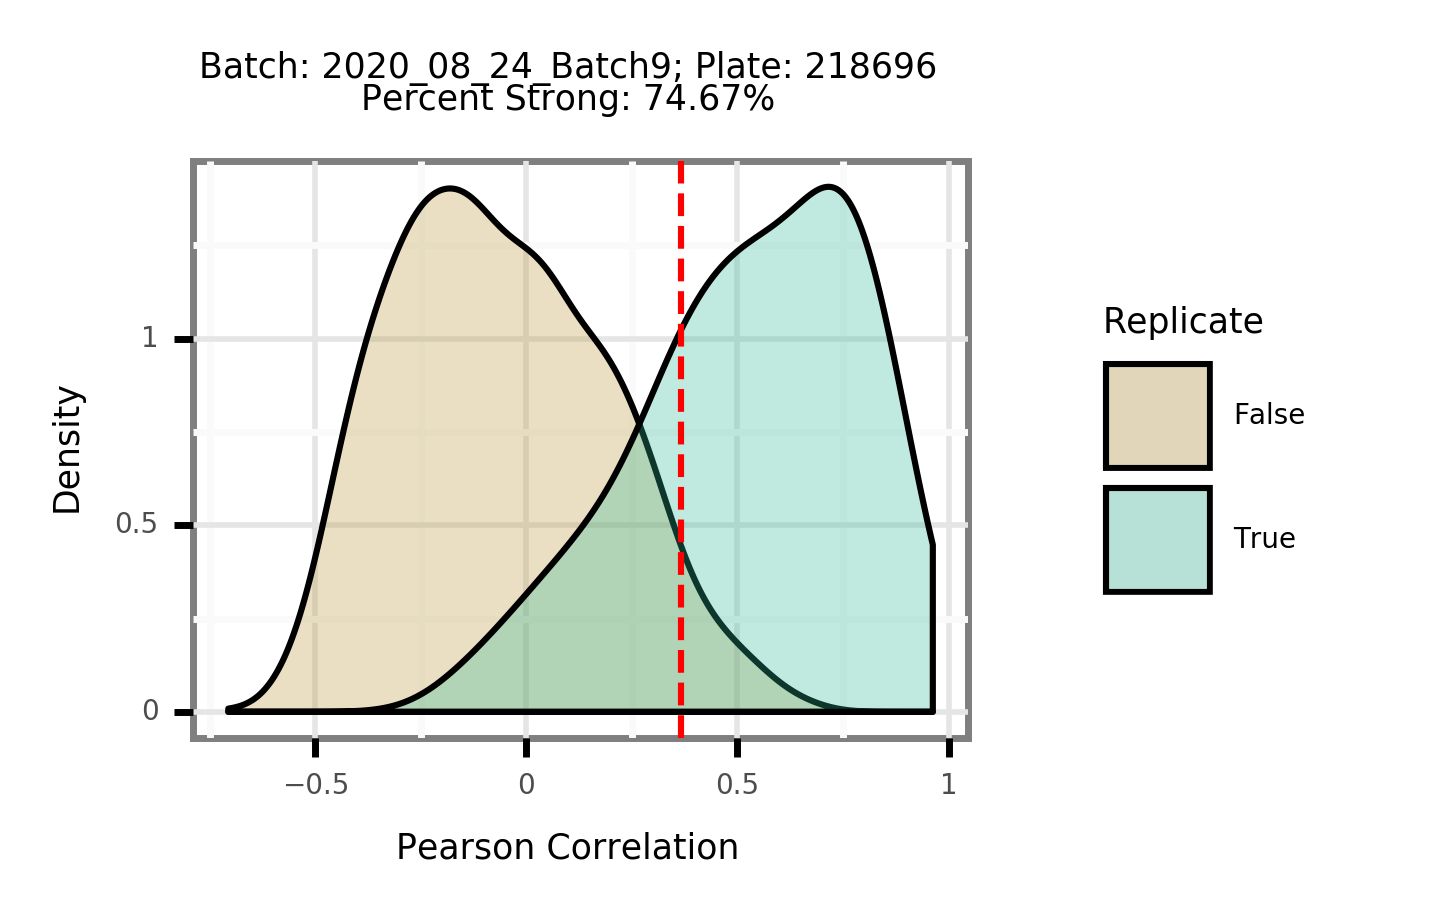 Batch: 2020_08_24_Batch9; Plate: 218696
Percent Strong: 74.67%
Density
1
0.5
0
−0.5
0
0.5
1
Pearson Correlation
Replicate
False
True